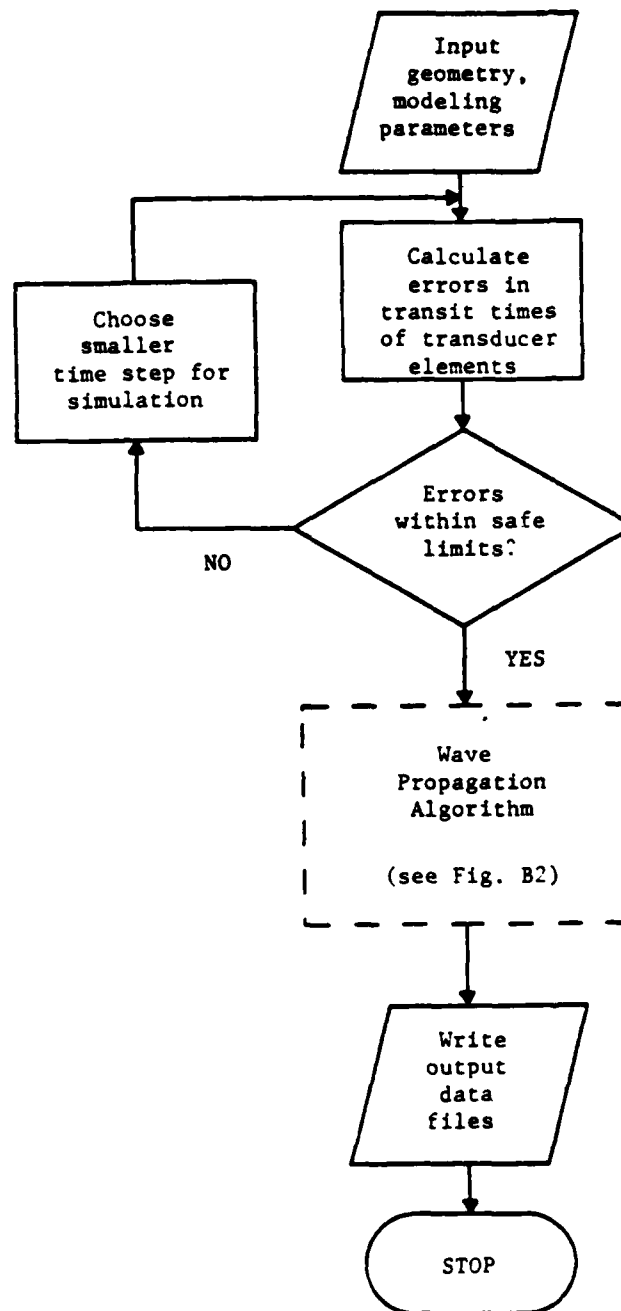 Input
geometry,
modeling
parameters
Calculate
errors in
transit times
of transducer
elements
Choose
smaller
time step for
simulation
Errors
within safe
limits?
NO
YES
Wave
Propagation
Algorithm
(see Fig. B2)
Write
output
data
files
STOP